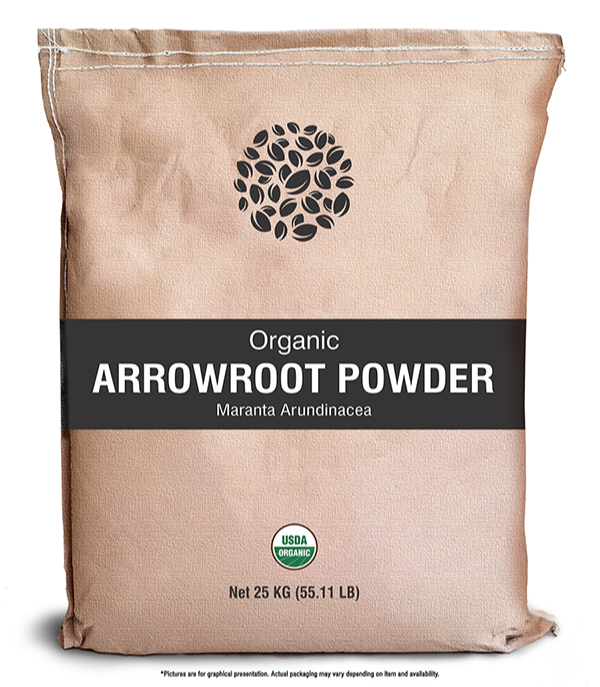 Organic
ARROWROOT POWDER
Maranta Arundinacea
USDA
ORGANIC
Net 25 KG (55.11 LB)
*Pictures are for graphical presentation. Actual packaging may vary depending on item and availability.